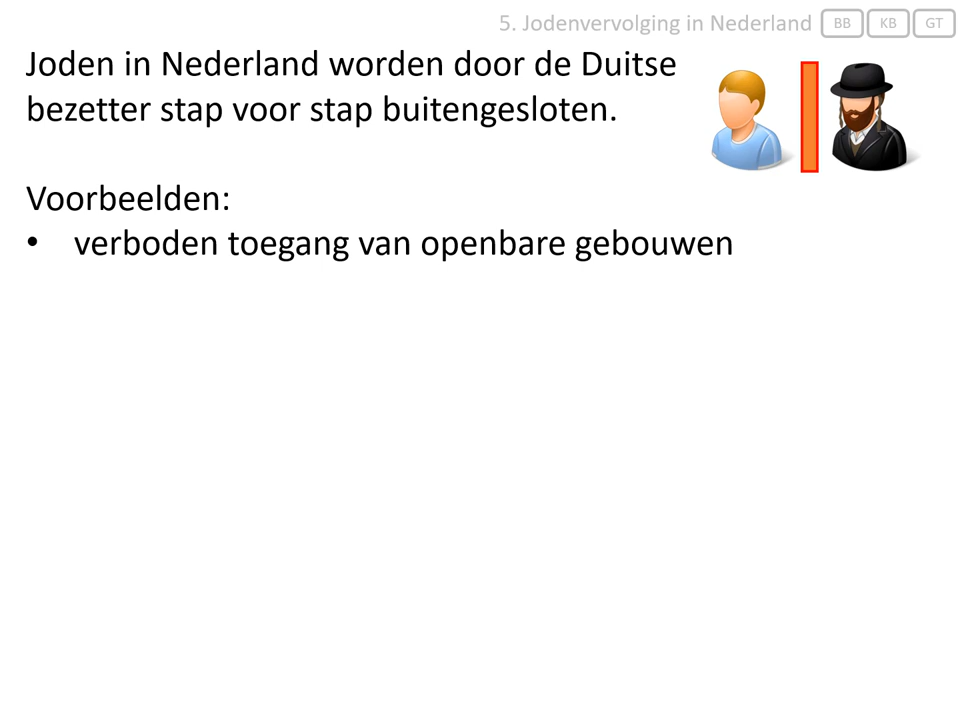 5. Jodenvervolging in Nederland BB KB GT
Joden in Nederland worden door de Duitse
bezetter stap voor stap buitengesloten.
Voorbeelden:
• verboden toegang van openbare gebouwen